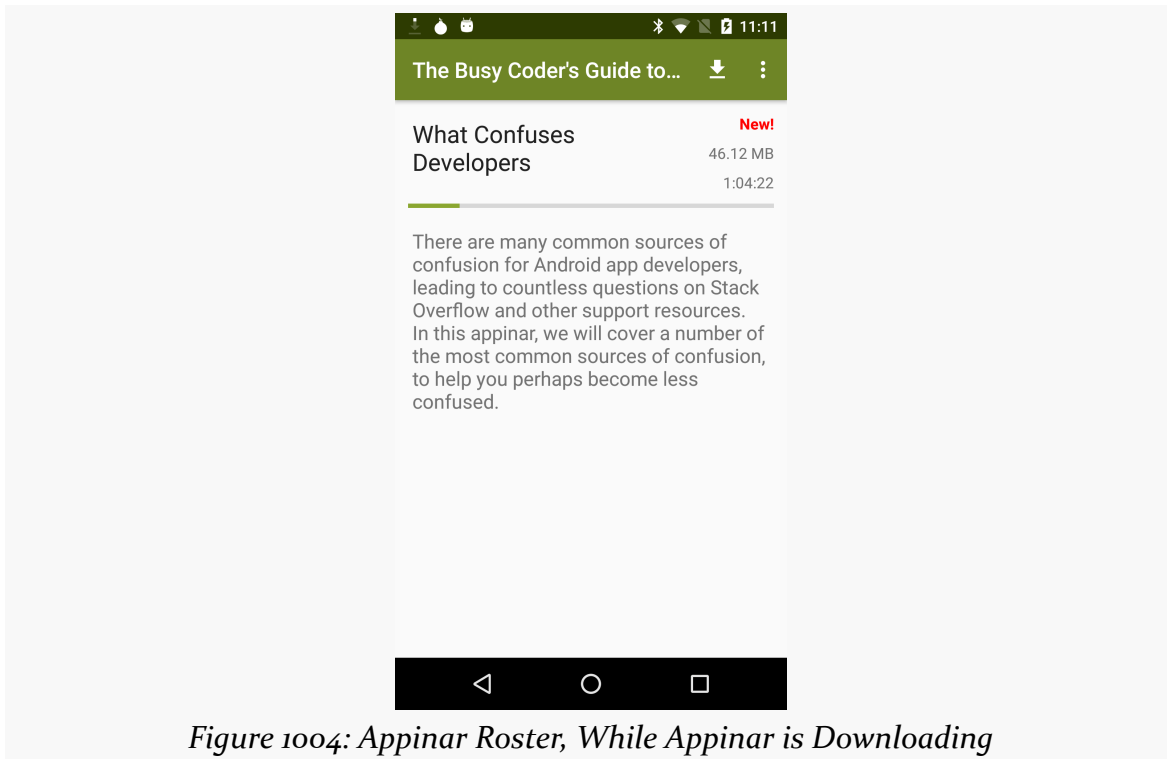 11:11
The Busy Coder's Guide to...
What Confuses
Developers
New!
46.12 MB
1:04:22
There are many common sources of
confusion for Android app developers,
leading to countless questions on Stack
Overflow and other support resources.
In this appinar, we will cover a number of
the most common sources of confusion,
to help you perhaps become less
confused.
Figure 1004: Appinar Roster, While Appinar is Downloading